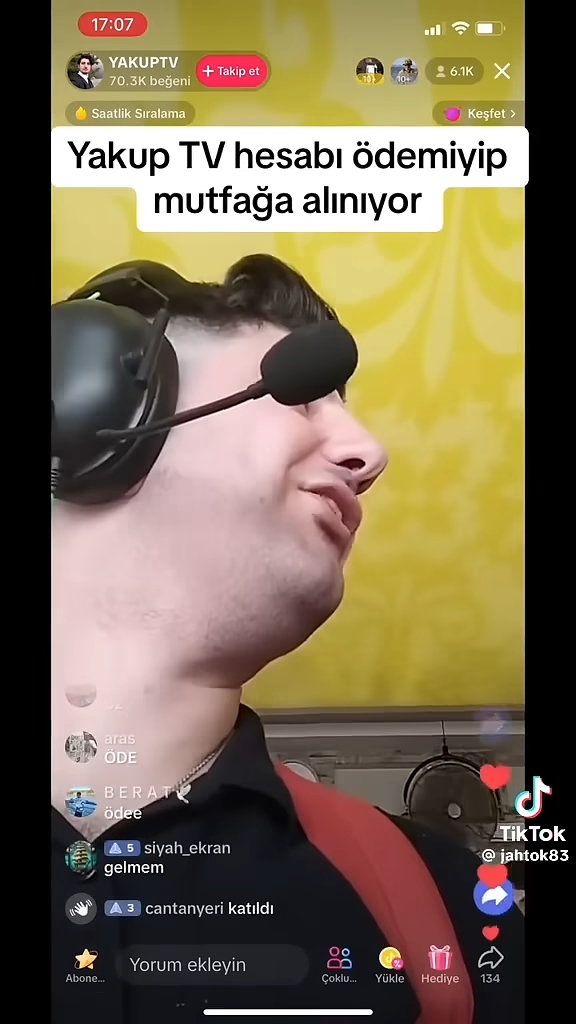 17:07
YAKUPTV
70.3K beğeni
+ Takip et
10+
10+
6.1K
Saatlik Sıralama
Keşfet >
Yakup TV hesabı ödemiyip
mutfağa alınıyor
aras
ÖDE
BERAT
ödee
5 siyah_ekran
gelmem
3 cantanyeri katıldı
TikTok
@ jahtok83
Abone...
Yorum ekleyin
Çoklu...
Yükle
Hediye
134